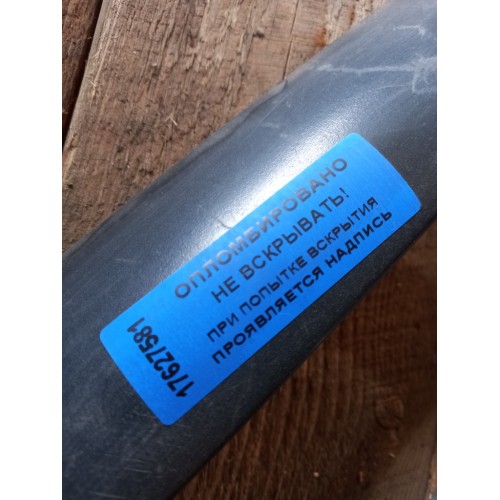 ОПЛОМБИРОВАНО
НЕ ВСКРЫВАТЬ!
ПРИ ПОПЫТКЕ ВСКРЫТИЯ
ПРОЯВЛЯЕТСЯ НАДПИСЬ
17627581